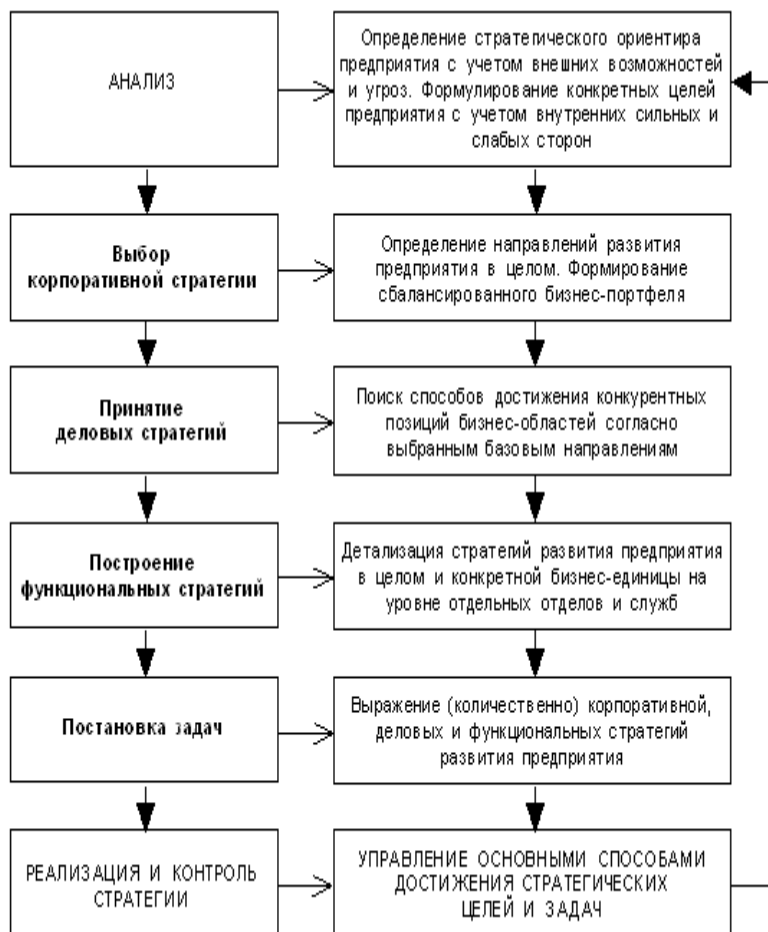 АНАЛИЗ
Определение стратегического ориентира
предприятия с учетом внешних возможностей
и угроз. Формулирование конкретных целей
предприятия с учетом внутренних сильных и
слабых сторон
Выбор
корпоративной стратегии
Определение направлений развития
предприятия в целом. Формирование
сбалансированного бизнес-портфеля
Принятие
деловых стратегий
Поиск способов достижения конкурентных
позиций бизнес-областей согласно
выбранным базовым направлениям
Построение
функциональных стратегий
Детализация стратегий развития предприятия
в целом и конкретной бизнес-единицы на
уровне отдельных отделов и служб
Постановка задач
Выражение (количественно) корпоративной,
деловых и функциональных стратегий
развития предприятия
РЕАЛИЗАЦИЯ И КОНТРОЛЬ
СТРАТЕГИИ
УПРАВЛЕНИЕ ОСНОВНЫМИ СПОСОБАМИ
ДОСТИЖЕНИЯ СТРАТЕГИЧЕСКИХ
ЦЕЛЕЙ И ЗАДАЧ